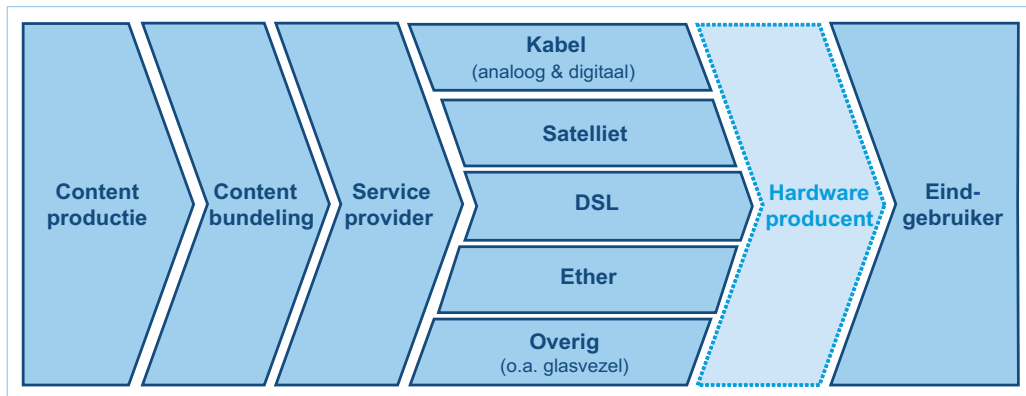 Content
productie
Content
bundeling
Service
provider
Kabel
(analoog & digitaal)
Satelliet
DSL
Ether
Overig
(o.a. glasvezel)
Hardware
producent
Eind-
gebruiker